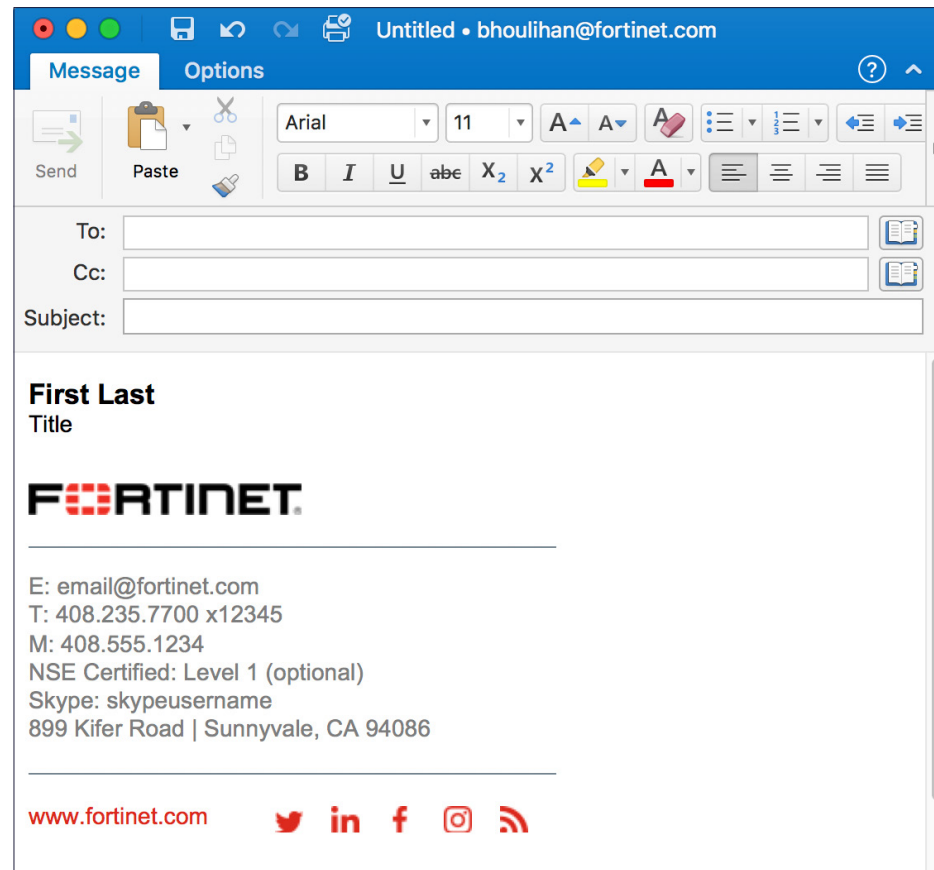 Untitled • bhoulihan@fortinet.com
Message Options ?
Send Paste Arial 11 A A A
B I U abc X2 X² A
To:
Cc:
Subject:
First Last
Title
FORTINET
E: email@fortinet.com
T: 408.235.7700 x12345
M: 408.555.1234
NSE Certified: Level 1 (optional)
Skype: skypeusername
899 Kifer Road | Sunnyvale, CA 94086
www.fortinet.com in f